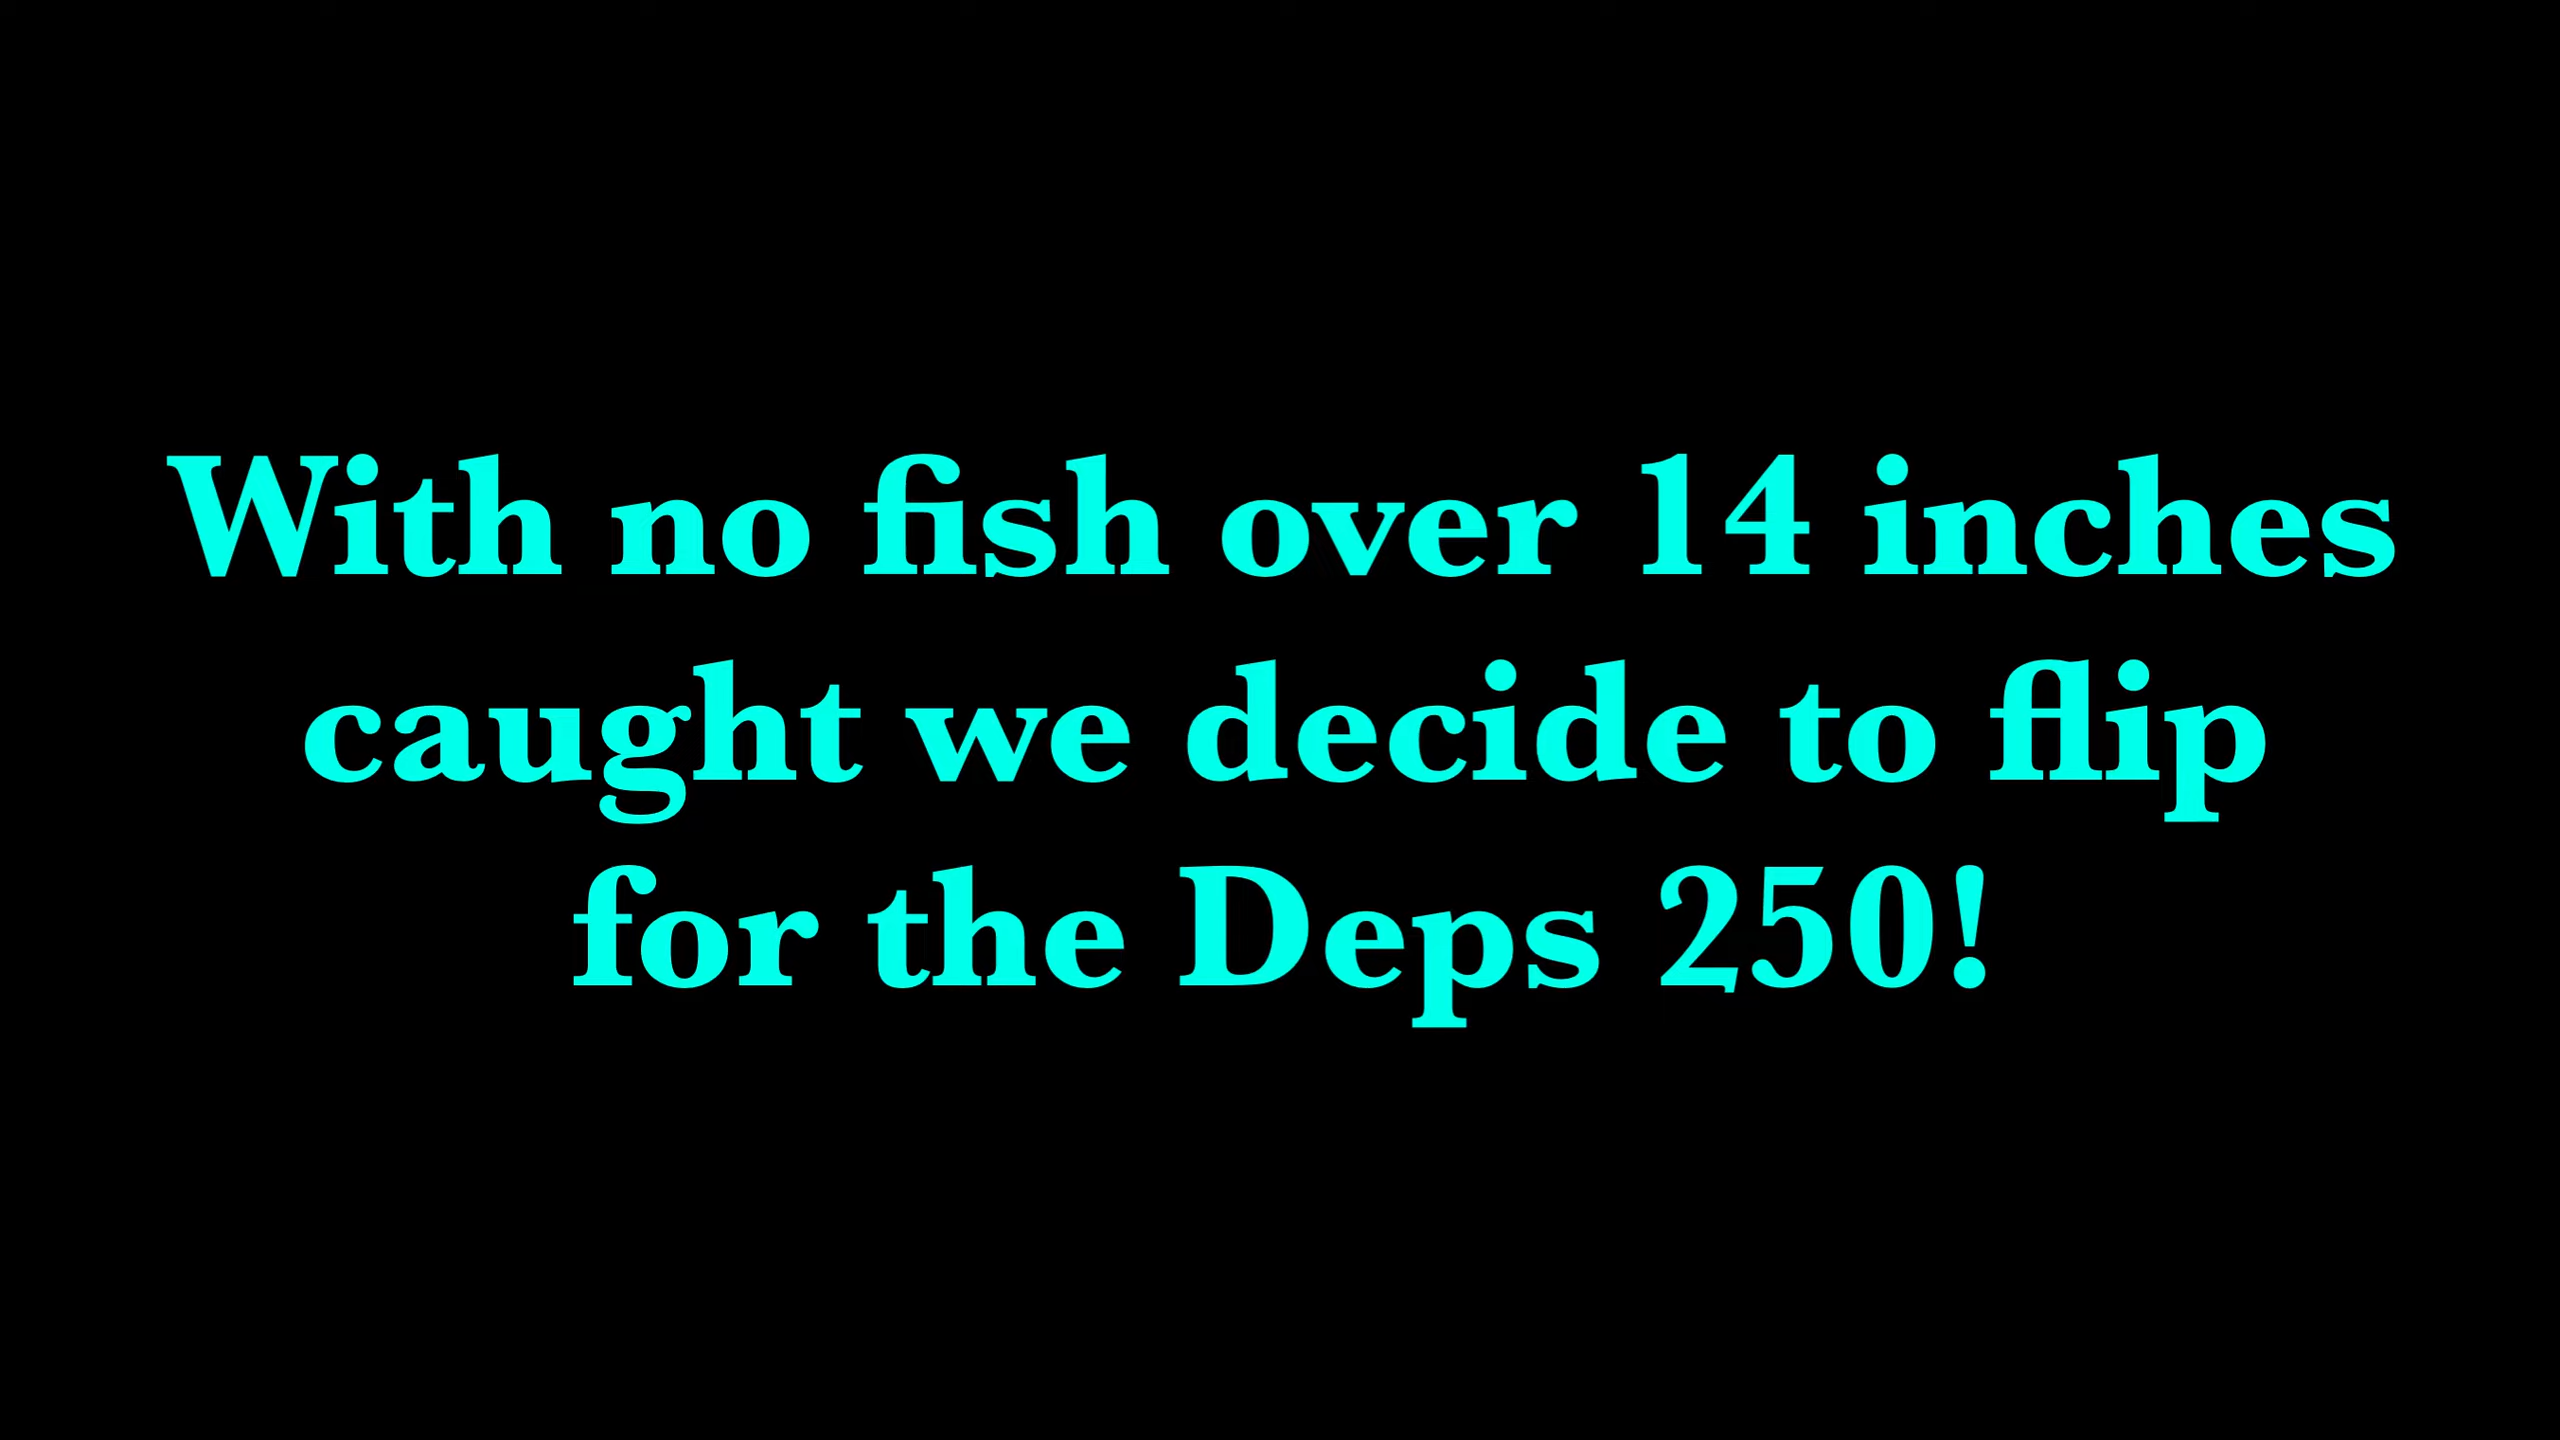 With no fish over 14 inches
caught we decide to flip
for the Deps 250!